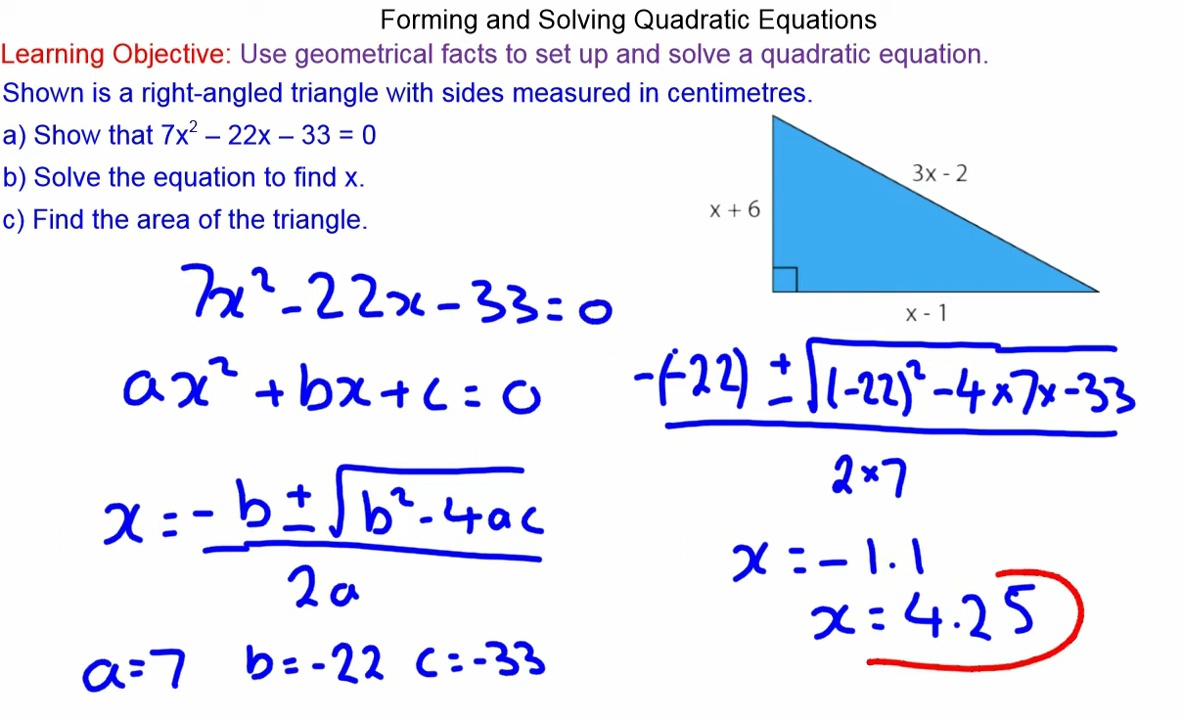 Forming and Solving Quadratic Equations
Learning Objective: Use geometrical facts to set up and solve a quadratic equation.
Shown is a right-angled triangle with sides measured in centimetres.
a) Show that 7x² – 22x – 33 = 0
b) Solve the equation to find x.
c) Find the area of the triangle.
3x - 2
x + 6
x - 1
7x² - 22x - 33 = 0
ax² + bx + c = 0
x = -b ± √(b² - 4ac)
2a
a = 7 b = -22 c = -33
-(-22) ± √((-22)² - 4 × 7 × -33)
2 × 7
x = -1.1
x = 4.25